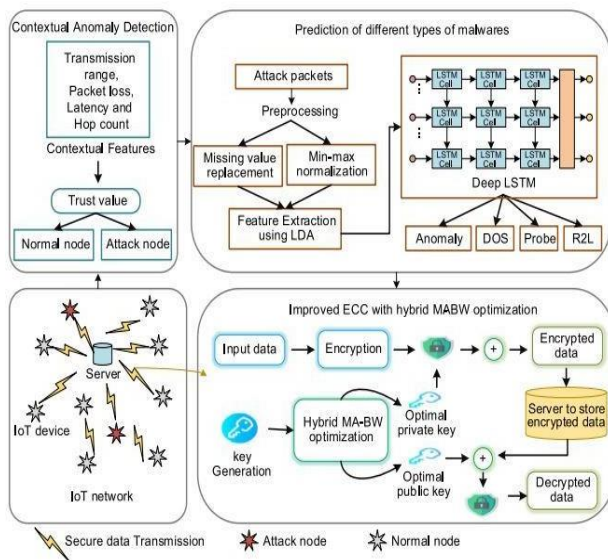 Contextual Anomaly Detection
Transmission
range,
Packet loss,
Latency and
Hop count
Contextual Features
Trust value
Normal node
Attack node
Prediction of different types of malwares
Attack packets
Preprocessing
Missing value
replacement
Min-max
normalization
Feature Extraction
using LDA
LSTM
Cell
LSTM
Cell
LSTM
Cell
LSTM
Cell
LSTM
Cell
LSTM
Cell
LSTM
Cell
LSTM
Cell
LSTM
Cell
Deep LSTM
Anomaly
DOS
Probe
R2L
Server
IoT device
IoT network
Improved ECC with hybrid MABW optimization
Input data
Encryption
+
Encrypted
data
key
Generation
Hybrid MA-BW
optimization
Optimal
private key
Optimal
public key
Server to store
encrypted data
+
Decrypted
data
Secure data Transmission
Attack node
Normal node